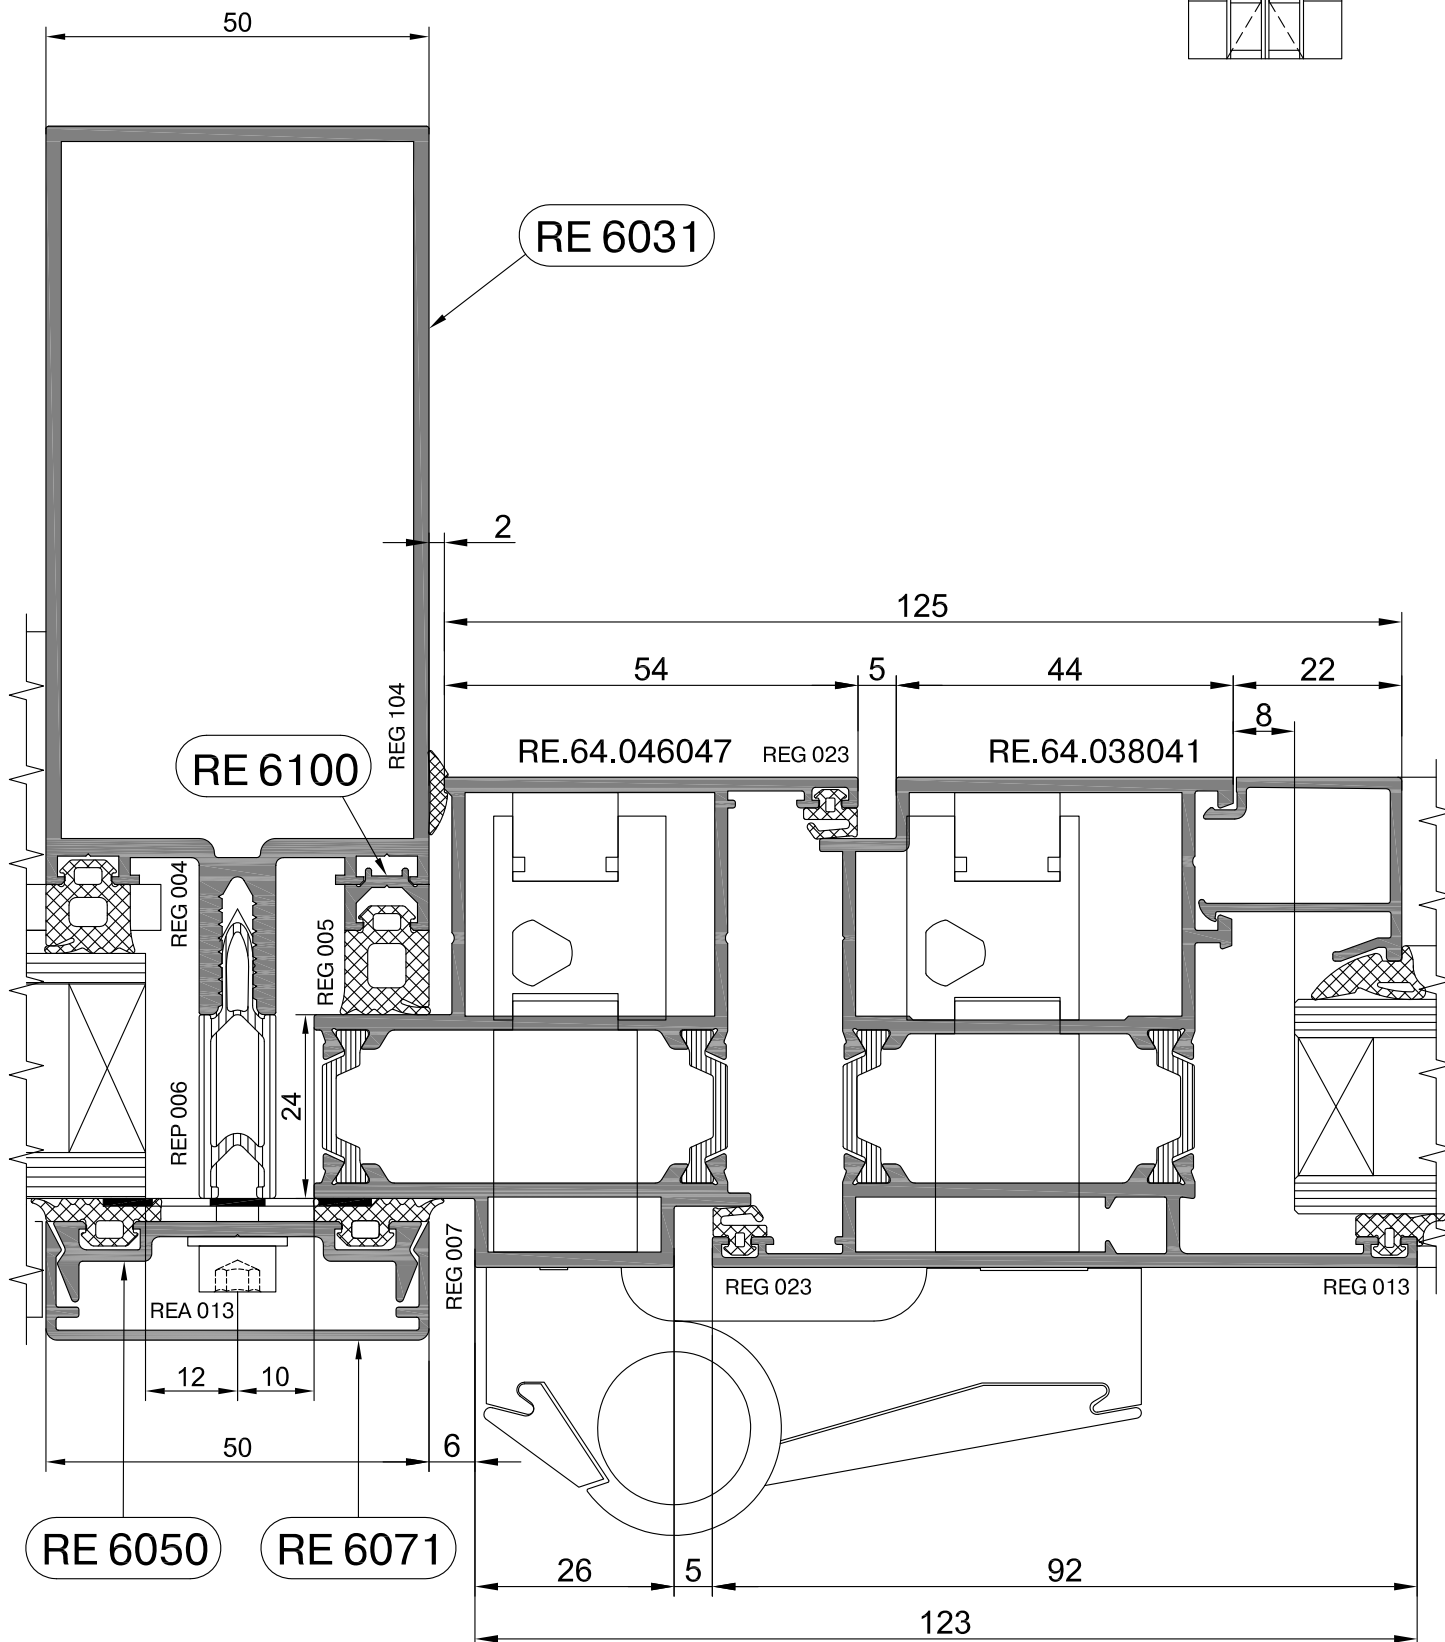 50
RE 6031
2
125
54
5
44
22
8
RE.64.046047
REG 023
RE.64.038041
REG 104
RE 6100
REG 004
REG 005
REP 006
24
REG 007
REA 013
REG 023
REG 013
12
10
50
6
RE 6050
RE 6071
26
5
92
123